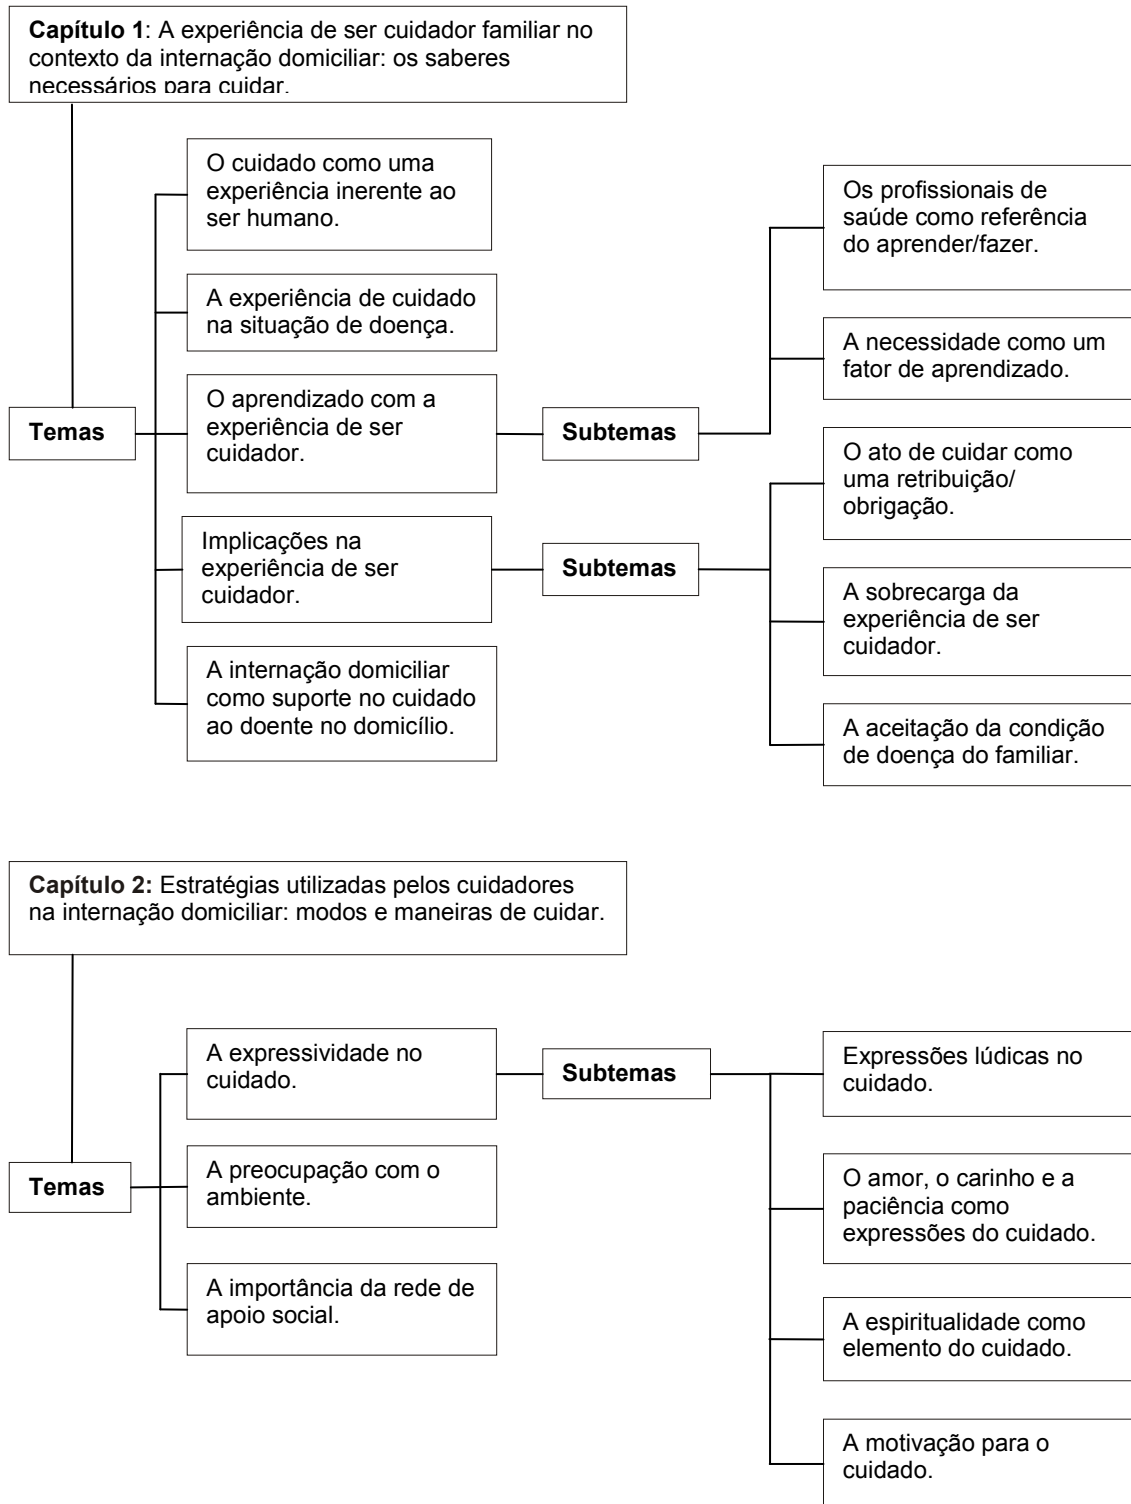 Capítulo 1: A experiência de ser cuidador familiar no
contexto da internação domiciliar: os saberes
necessários para cuidar.
Temas
O cuidado como uma
experiência inerente ao
ser humano.
A experiência de cuidado
na situação de doença.
O aprendizado com a
experiência de ser
cuidador.
Subtemas
Os profissionais de
saúde como referência
do aprender/fazer.
A necessidade como um
fator de aprendizado.
Implicações na
experiência de ser
cuidador.
Subtemas
O ato de cuidar como
uma retribuição/
obrigação.
A sobrecarga da
experiência de ser
cuidador.
A aceitação da condição
de doença do familiar.
A internação domiciliar
como suporte no cuidado
ao doente no domicílio.
Capítulo 2: Estratégias utilizadas pelos cuidadores
na internação domiciliar: modos e maneiras de cuidar.
Temas
A expressividade no
cuidado.
Subtemas
Expressões lúdicas no
cuidado.
O amor, o carinho e a
paciência como
expressões do cuidado.
A espiritualidade como
elemento do cuidado.
A motivação para o
cuidado.
A preocupação com o
ambiente.
A importância da rede de
apoio social.